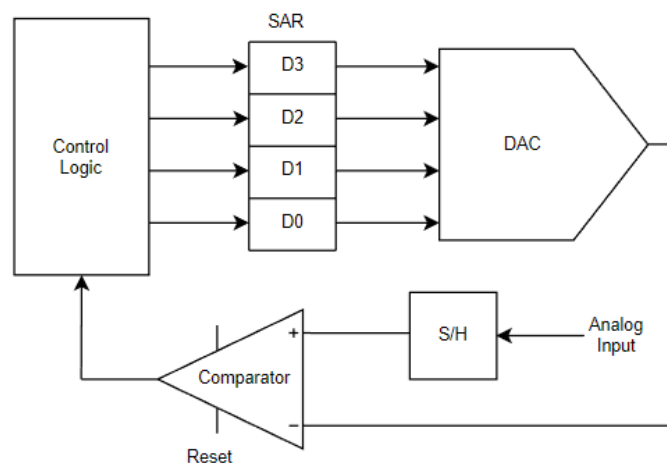 SAR
D3
D2
D1
D0
Control
Logic
DAC
S/H
Analog
Input
+
Comparator
−
Reset